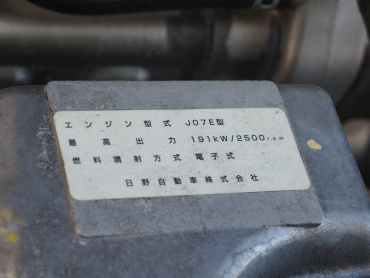 エンジン型式 J07E型
最高出力 191kW/2500r.p.m
燃料噴射方式 電子式
日野自動車株式会社